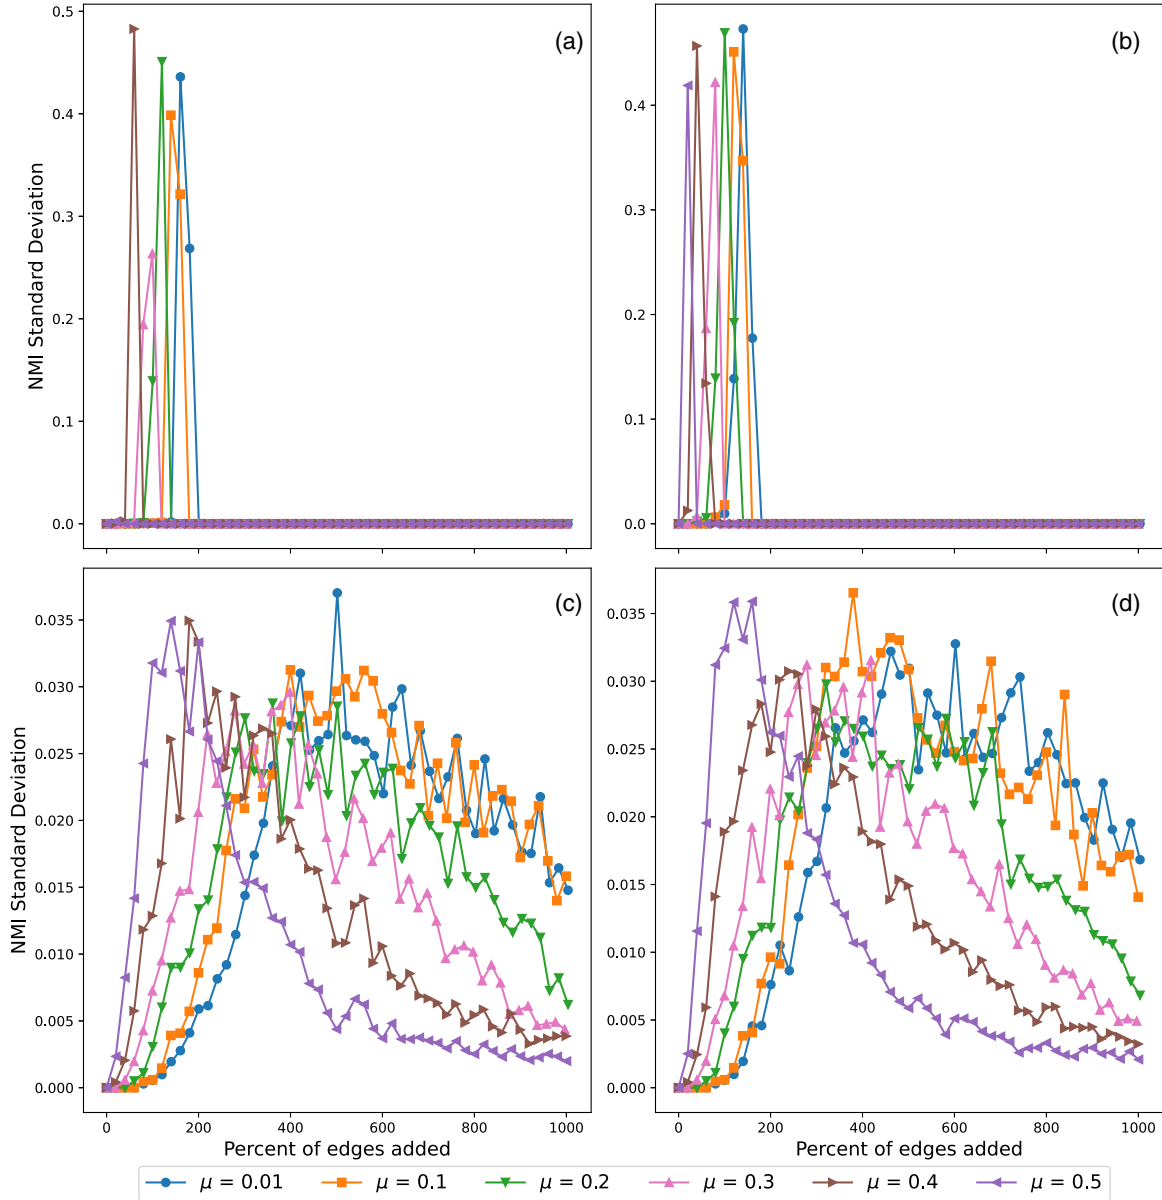 (a)
(b)
NMI Standard Deviation
0.5
0.4
0.3
0.2
0.1
0.0
0.4
0.3
0.2
0.1
0.0
(c)
(d)
NMI Standard Deviation
0.035
0.030
0.025
0.020
0.015
0.010
0.005
0.000
0.035
0.030
0.025
0.020
0.015
0.010
0.005
0.000
0 200 400 600 800 1000
0 200 400 600 800 1000
Percent of edges added
Percent of edges added
μ = 0.01 μ = 0.1 μ = 0.2 μ = 0.3 μ = 0.4 μ = 0.5